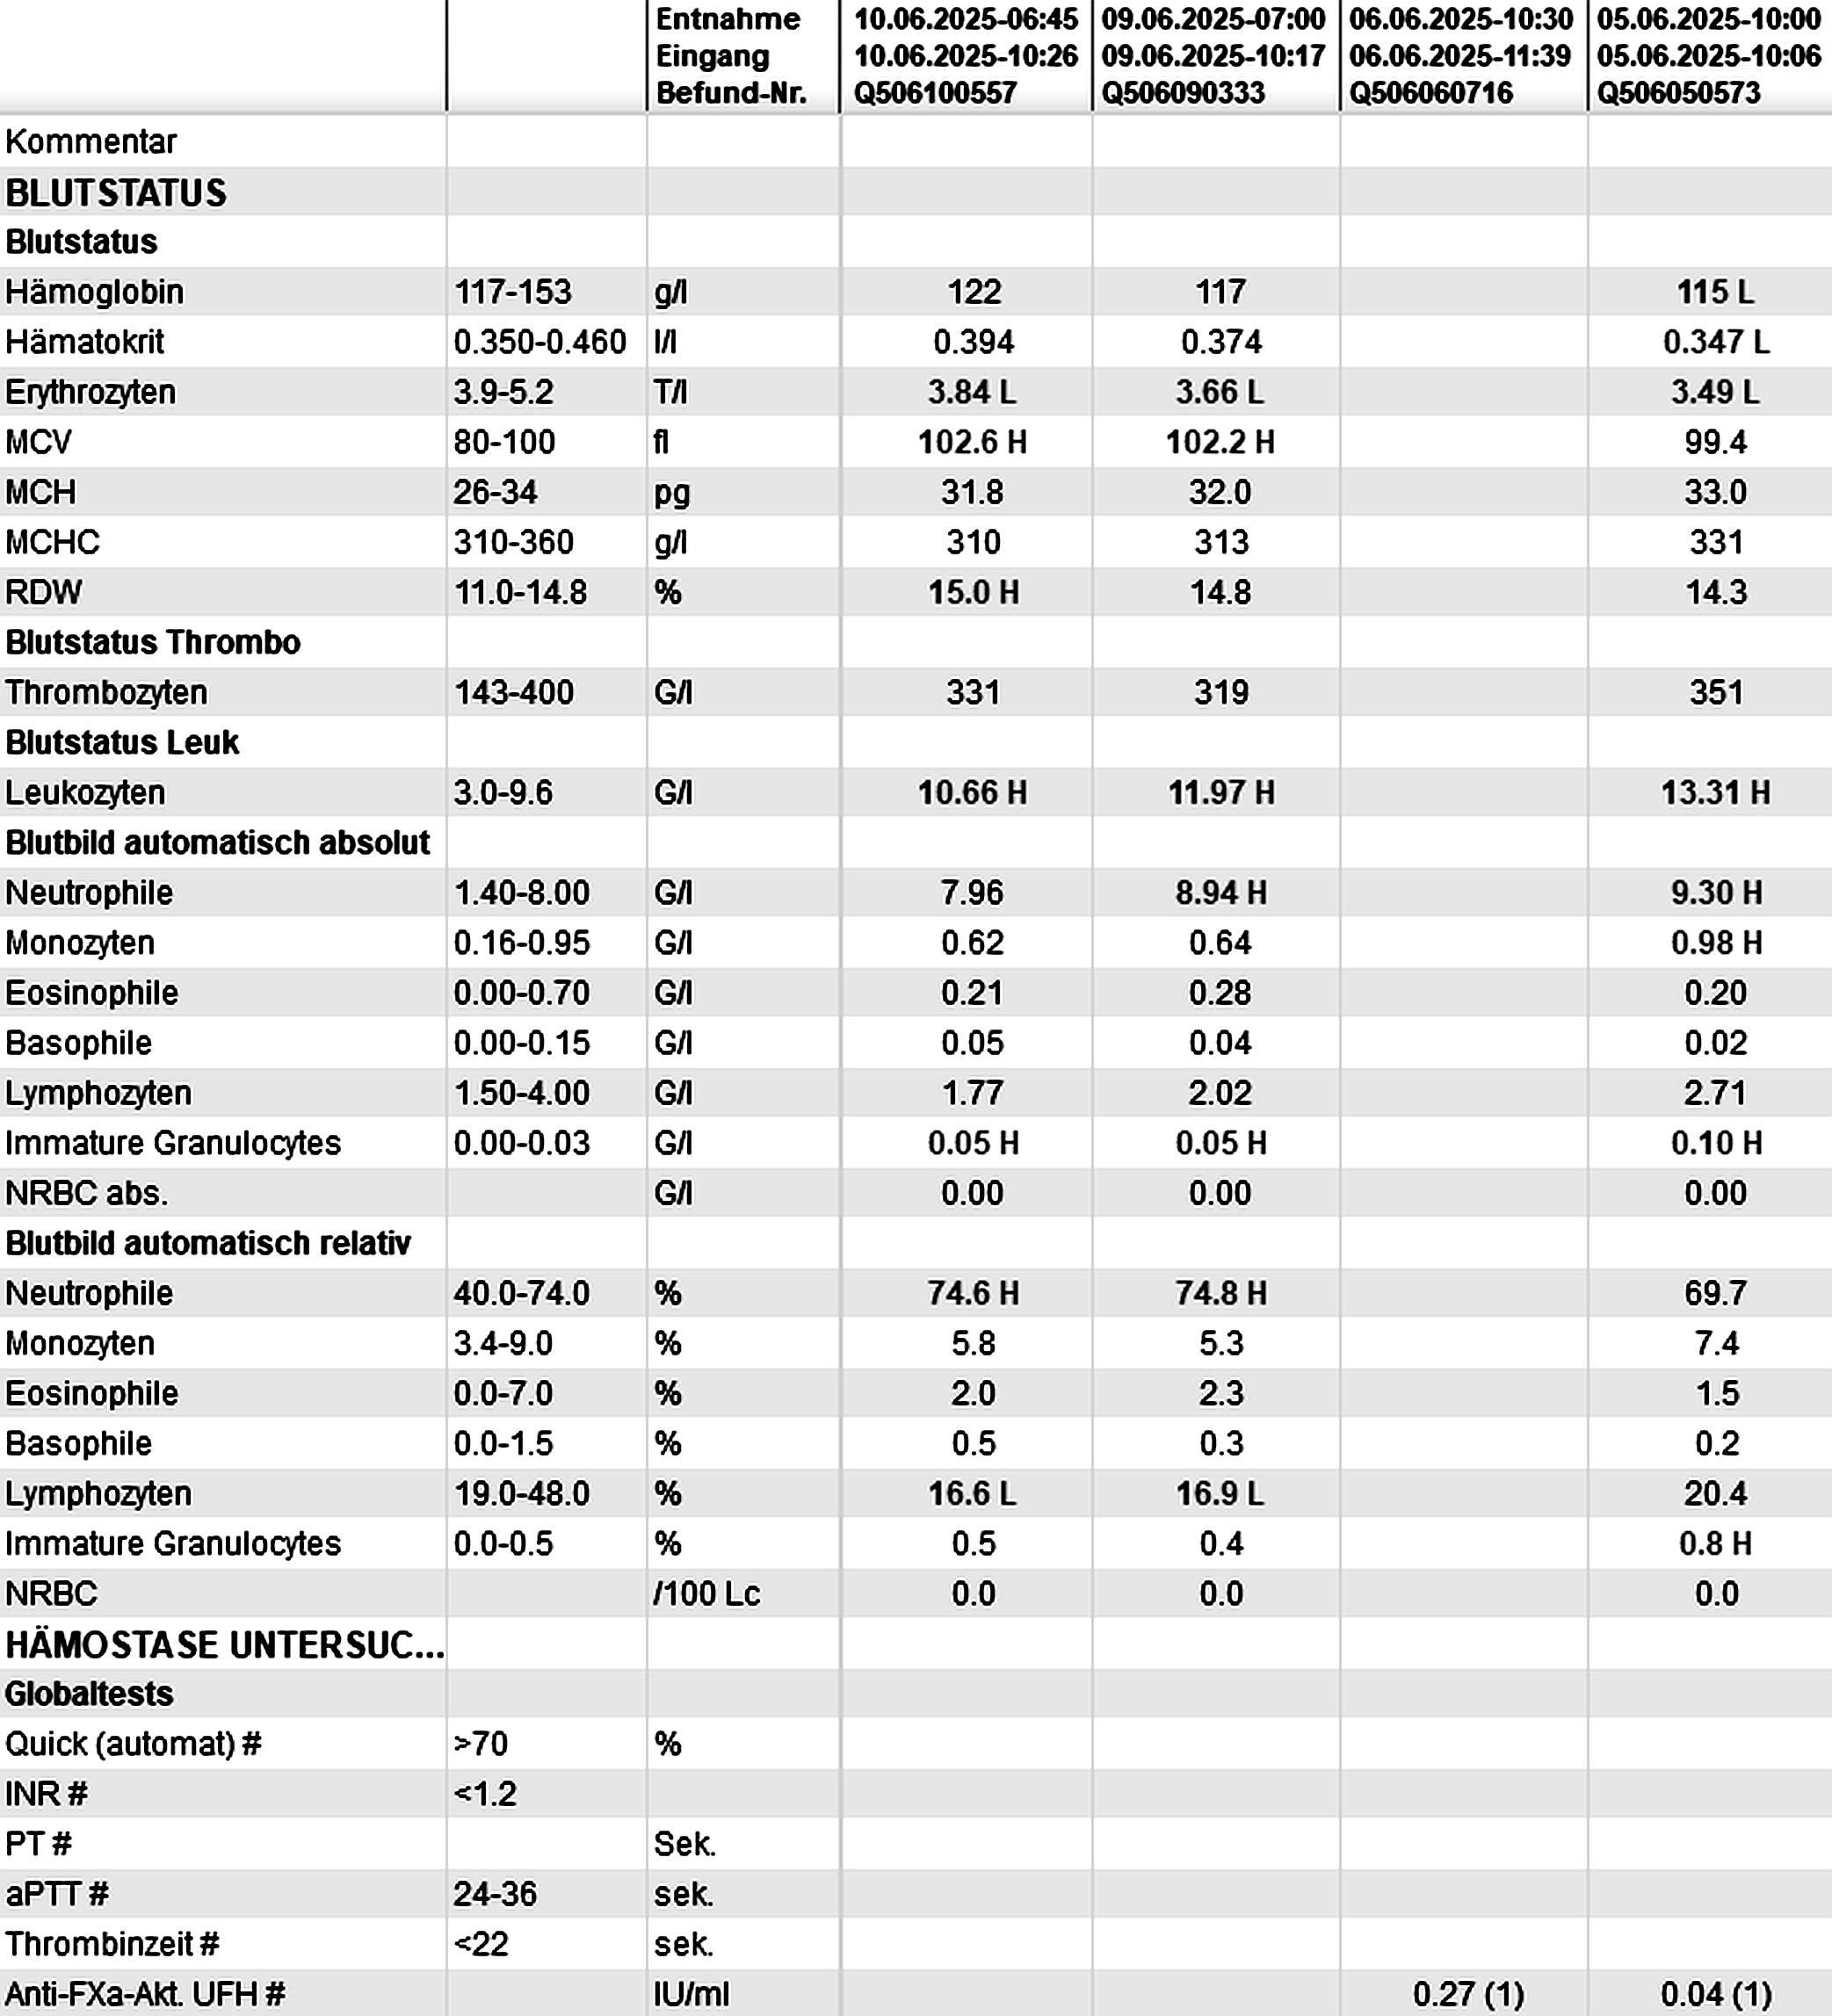 Entnahme 10.06.2025-06:45 09.06.2025-07:00 06.06.2025-10:30 05.06.2025-10:00
Eingang 10.06.2025-10:26 09.06.2025-10:17 06.06.2025-11:39 05.06.2025-10:06
Befund-Nr. Q506100557 Q506090333 Q506060716 Q506050573
Kommentar
BLUTSTATUS
Blutstatus
Hämoglobin 117-153 g/l 122 117 115 L
Hämatokrit 0.350-0.460 l/l 0.394 0.374 0.347 L
Erythrozyten 3.9-5.2 T/l 3.84 L 3.66 L 3.49 L
MCV 80-100 fl 102.6 H 102.2 H 99.4
MCH 26-34 pg 31.8 32.0 33.0
MCHC 310-360 g/l 310 313 331
RDW 11.0-14.8 % 15.0 H 14.8 14.3
Blutstatus Thrombo
Thrombozyten 143-400 G/l 331 319 351
Blutstatus Leuk
Leukozyten 3.0-9.6 G/l 10.66 H 11.97 H 13.31 H
Blutbild automatisch absolut
Neutrophile 1.40-8.00 G/l 7.96 8.94 H 9.30 H
Monozyten 0.16-0.95 G/l 0.62 0.64 0.98 H
Eosinophile 0.00-0.70 G/l 0.21 0.28 0.20
Basophile 0.00-0.15 G/l 0.05 0.04 0.02
Lymphozyten 1.50-4.00 G/l 1.77 2.02 2.71
Immature Granulocytes 0.00-0.03 G/l 0.05 H 0.05 H 0.10 H
NRBC abs. G/l 0.00 0.00 0.00
Blutbild automatisch relativ
Neutrophile 40.0-74.0 % 74.6 H 74.8 H 69.7
Monozyten 3.4-9.0 % 5.8 5.3 7.4
Eosinophile 0.0-7.0 % 2.0 2.3 1.5
Basophile 0.0-1.5 % 0.5 0.3 0.2
Lymphozyten 19.0-48.0 % 16.6 L 16.9 L 20.4
Immature Granulocytes 0.0-0.5 % 0.5 0.4 0.8 H
NRBC /100 Lc 0.0 0.0 0.0
HÄMOSTASE UNTERSUC...
Globaltests
Quick (automat) # >70 %
INR # <1.2
PT # Sek.
aPTT # 24-36 sek.
Thrombinzeit # <22 sek.
Anti-FXa-Akt. UFH # IU/ml 0.27 (1) 0.04 (1)